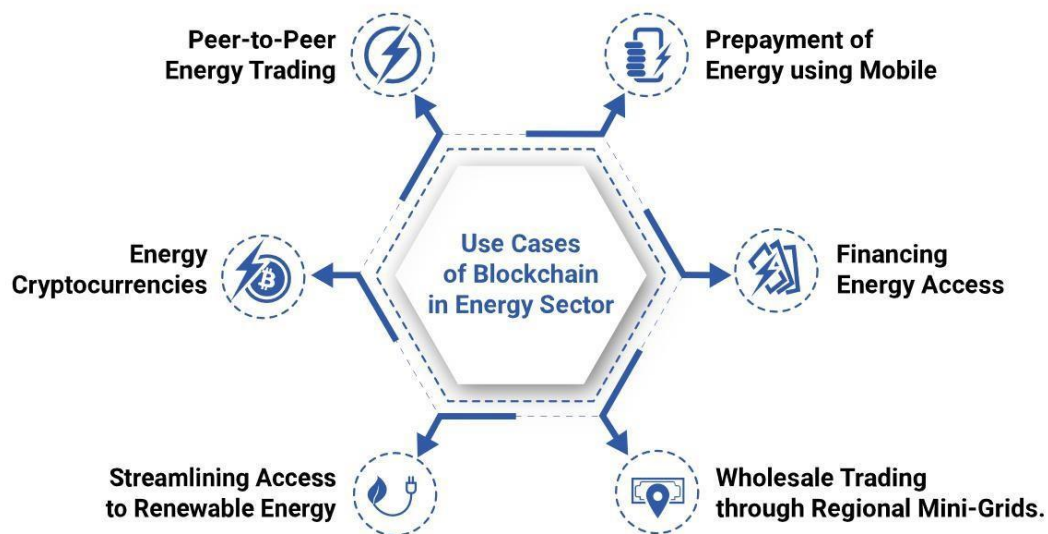 Peer-to-Peer
Energy Trading
Prepayment of
Energy using Mobile
Energy
Cryptocurrencies
Use Cases
of Blockchain
in Energy Sector
Financing
Energy Access
Streamlining Access
to Renewable Energy
Wholesale Trading
through Regional Mini-Grids.